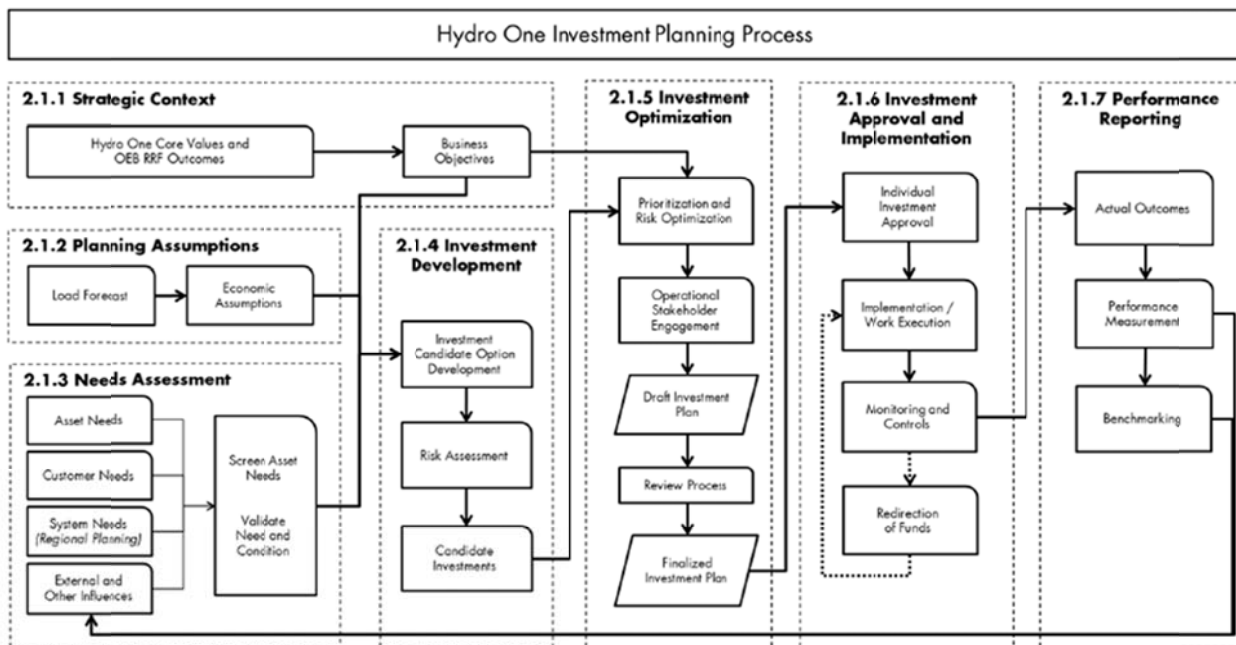 Hydro One Investment Planning Process
2.1.1 Strategic Context
Hydro One Core Values and
OEB RRF Outcomes
Business
Objectives
2.1.2 Planning Assumptions
Load Forecast
Economic
Assumptions
2.1.3 Needs Assessment
Asset Needs
Customer Needs
System Needs
(Regional Planning)
External and
Other Influences
Screen Asset
Needs
Validate
Need and
Condition
2.1.4 Investment
Development
Investment
Candidate Option
Development
Risk Assessment
Candidate
Investments
2.1.5 Investment
Optimization
Prioritization and
Risk Optimization
Operational
Stakeholder
Engagement
Draft Investment
Plan
Review Process
Finalized
Investment Plan
2.1.6 Investment
Approval and
Implementation
Individual
Investment
Approval
Implementation /
Work Execution
Monitoring and
Controls
Redirection
of Funds
2.1.7 Performance
Reporting
Actual Outcomes
Performance
Measurement
Benchmarking